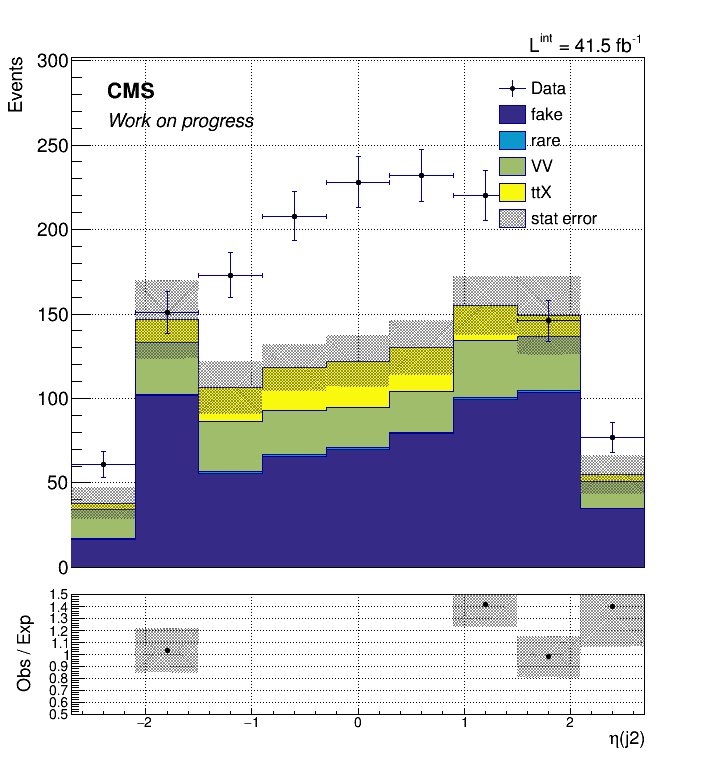 L^int = 41.5 fb^-1
Events
300
250
200
150
100
50
0
CMS
Work on progress
Data
fake
rare
VV
ttX
stat error
Obs / Exp
1.5
1.4
1.3
1.2
1.1
1
0.9
0.8
0.7
0.6
0.5
−2
−1
0
1
2
η(j2)